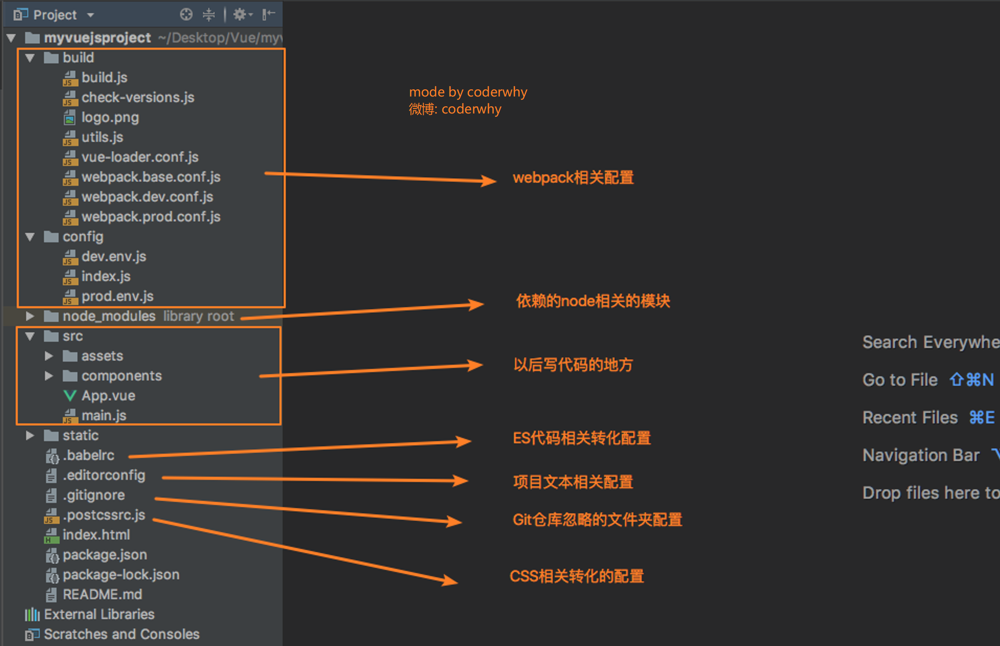 Project
myvuejsproject ~/Desktop/Vue/myv
build
build.js
check-versions.js
logo.png
utils.js
vue-loader.conf.js
webpack.base.conf.js
webpack.dev.conf.js
webpack.prod.conf.js
config
dev.env.js
index.js
prod.env.js
node_modules library root
src
assets
components
App.vue
main.js
static
.babelrc
.editorconfig
.gitignore
.postcssrc.js
index.html
package.json
package-lock.json
README.md
External Libraries
Scratches and Consoles
mode by coderwhy
微博: coderwhy
webpack相关配置
依赖的node相关的模块
以后写代码的地方
ES代码相关转化配置
项目文本相关配置
Git仓库忽略的文件夹配置
CSS相关转化的配置
Search Everywhe
Go to File ⇧⌘N
Recent Files ⌘E
Navigation Bar
Drop files here to